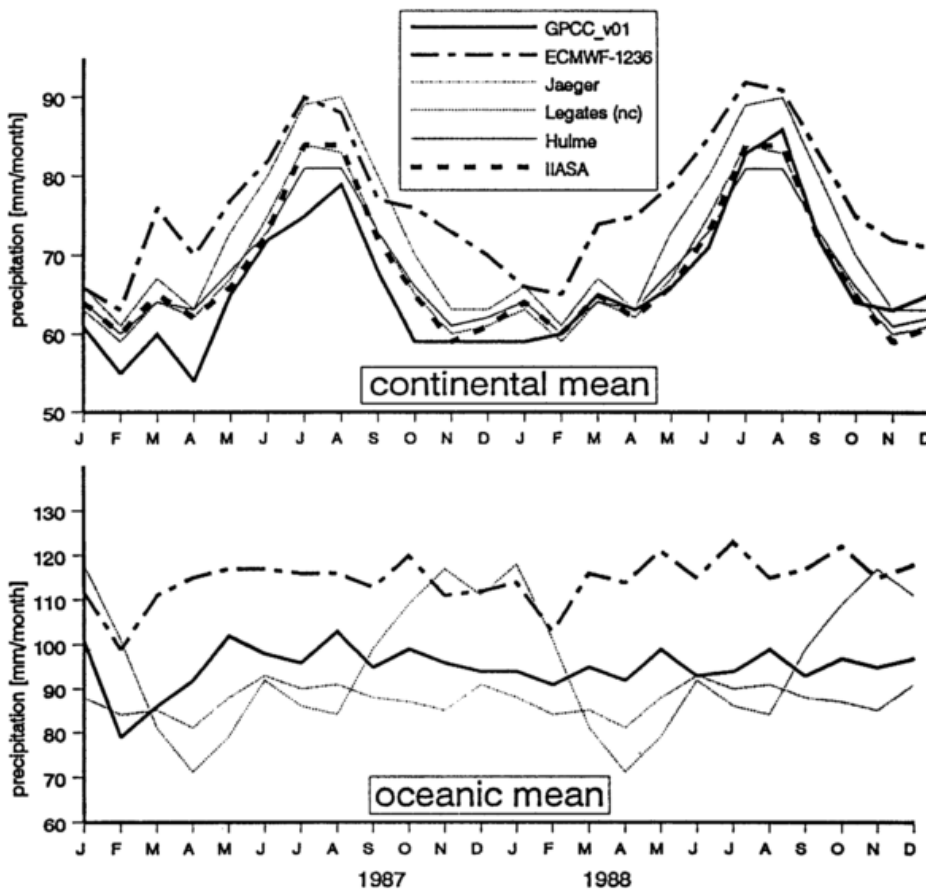 GPCC_v01
ECMWF-1236
Jaeger
Legates (nc)
Hulme
IIASA
precipitation [mm/month]
90
80
70
60
50
continental mean
J F M A M J J A S O N D J F M A M J J A S O N D
precipitation [mm/month]
130
120
110
100
90
80
70
60
oceanic mean
J F M A M J J A S O N D J F M A M J J A S O N D
1987 1988